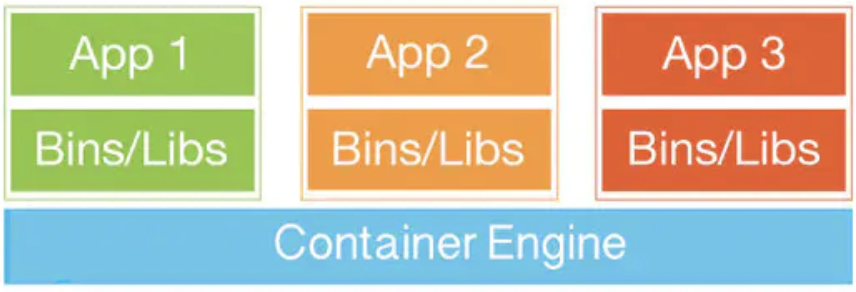 App 1
App 2
App 3
Bins/Libs
Bins/Libs
Bins/Libs
Container Engine